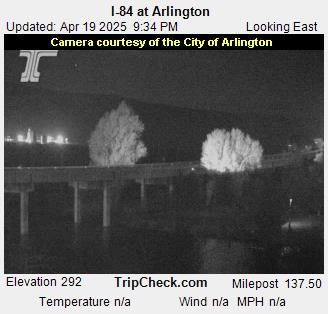 I-84 at Arlington
Updated: Apr 19 2025 9:34 PM Looking East
Camera courtesy of the City of Arlington
Elevation 292 TripCheck.com Milepost 137.50
Temperature n/a Wind n/a MPH n/a